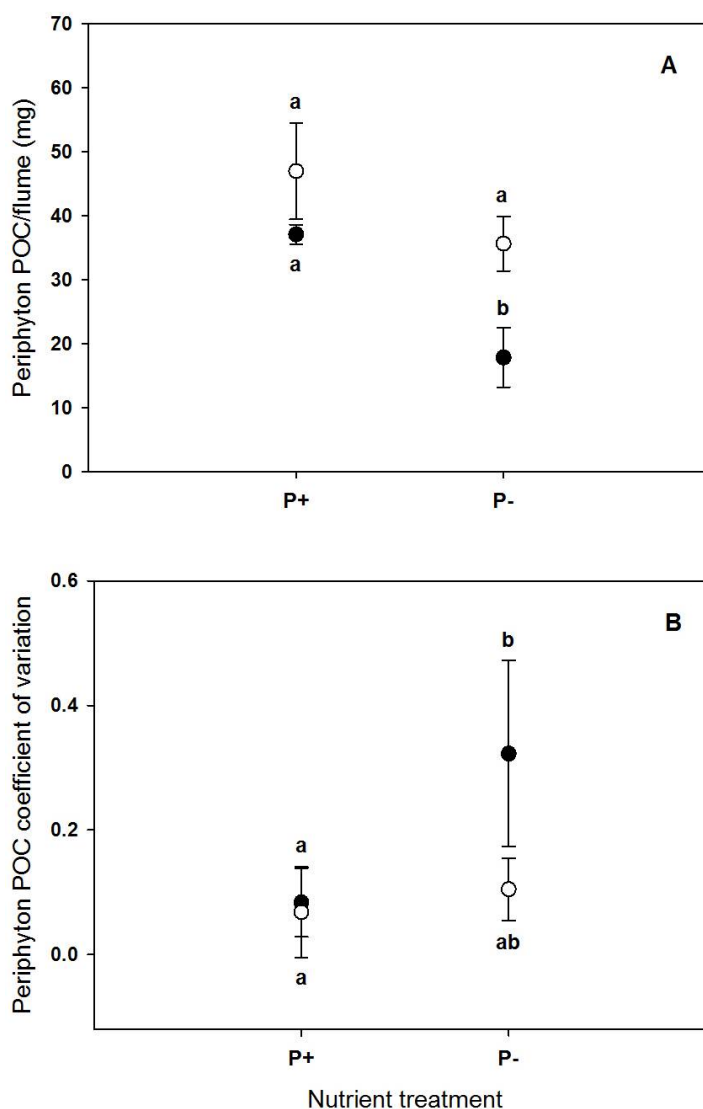 70
A
60
a
50
a
40
Periphyton POC/flume (mg)
a
30
b
20
10
0
P+ P-
0.6
B
b
0.4
Periphyton POC coefficient of variation
0.2
a
ab
0.0
a
P+ P-
Nutrient treatment